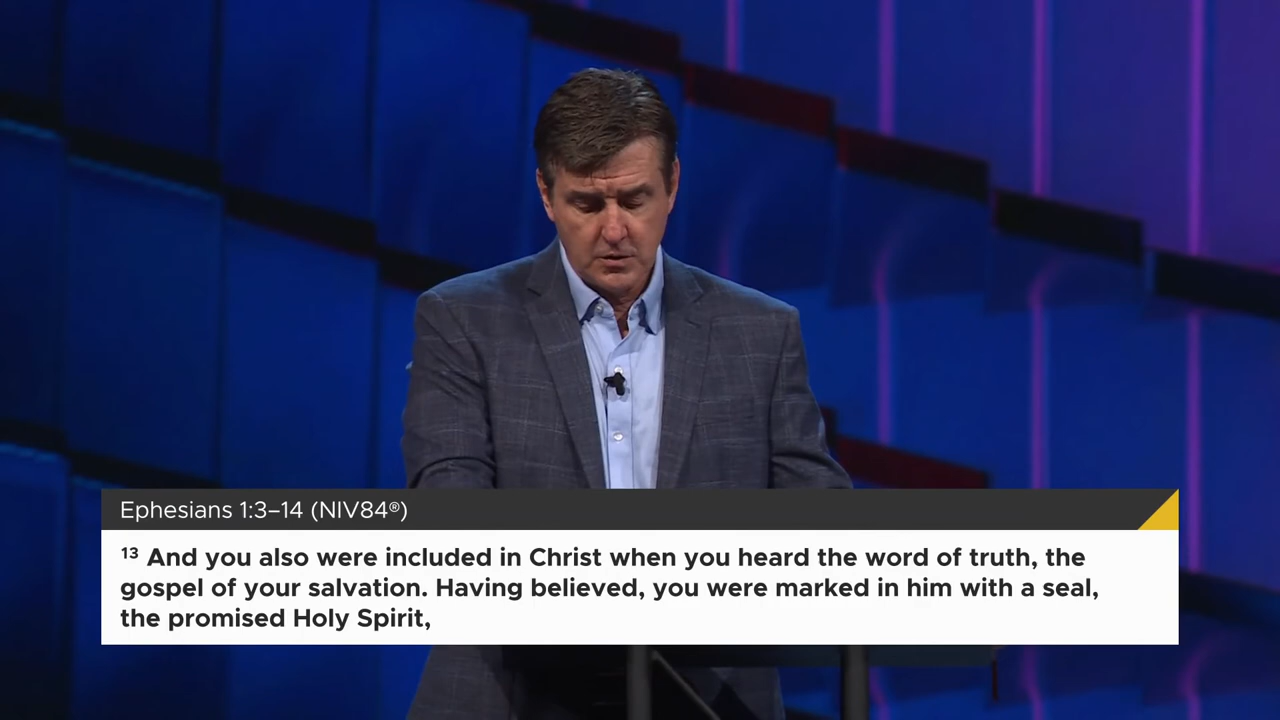 Ephesians 1:3–14 (NIV84®)
¹³ And you also were included in Christ when you heard the word of truth, the
gospel of your salvation. Having believed, you were marked in him with a seal,
the promised Holy Spirit,